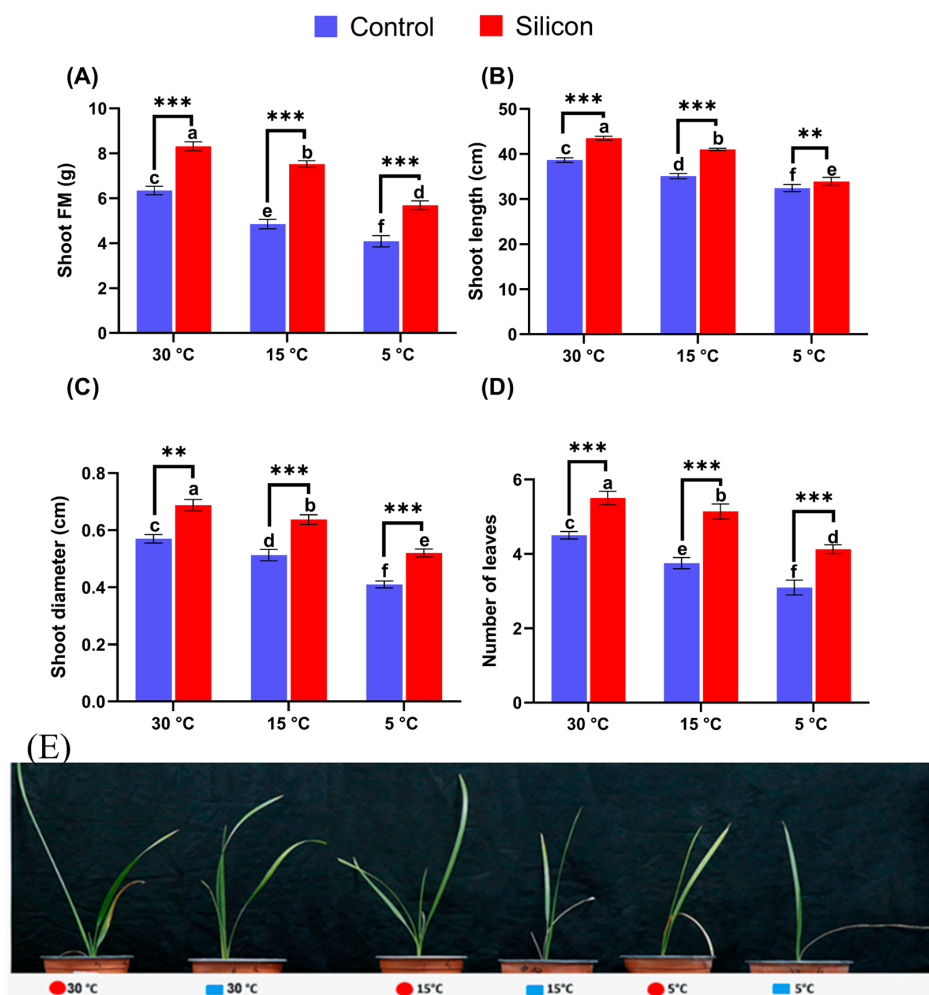 Control Silicon
(A)
Shoot FM (g)
10
8
6
4
2
0
***
***
***
c a
e b
f d
30 °C 15 °C 5 °C
(B)
Shoot length (cm)
50
40
30
20
10
0
***
***
**
c a
d b
f e
30 °C 15 °C 5 °C
(C)
Shoot diameter (cm)
0.8
0.6
0.4
0.2
0.0
**
***
***
c a
d b
f e
30 °C 15 °C 5 °C
(D)
Number of leaves
6
4
2
0
***
***
***
c a
e b
f d
30 °C 15 °C 5 °C
(E)
30 °C 30 °C 15°C 15°C 5°C 5°C